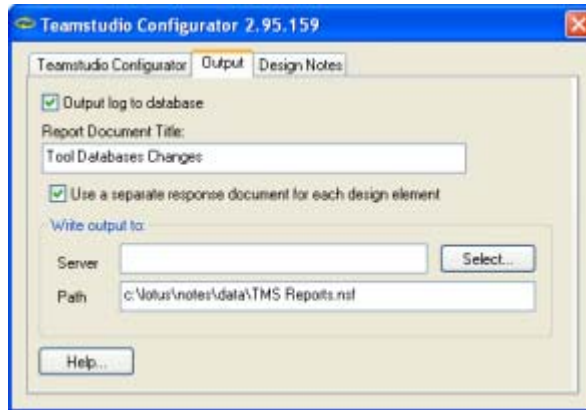 Teamstudio Configurator 2.95.159
Teamstudio Configurator Output Design Notes
Output log to database
Report Document Title:
Tool Databases Changes
Use a separate response document for each design element
Write output to:
Server Select...
Path c:\lotus\notes\data\TMS Reports.nsf
Help...